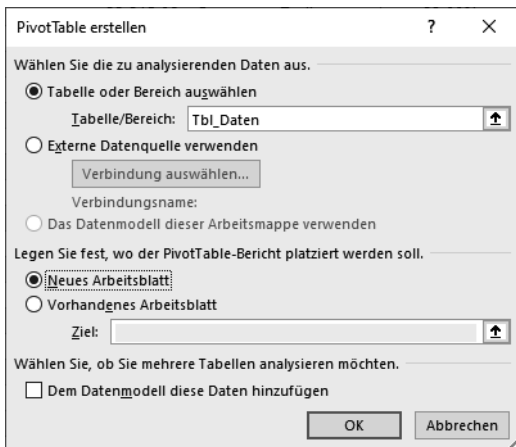 PivotTable erstellen ? ×
Wählen Sie die zu analysierenden Daten aus.
Tabelle oder Bereich auswählen
Tabelle/Bereich: Tbl_Daten
Externe Datenquelle verwenden
Verbindung auswählen...
Verbindungsname:
Das Datenmodell dieser Arbeitsmappe verwenden
Legen Sie fest, wo der PivotTable-Bericht platziert werden soll.
Neues Arbeitsblatt
Vorhandenes Arbeitsblatt
Ziel:
Wählen Sie, ob Sie mehrere Tabellen analysieren möchten.
Dem Datenmodell diese Daten hinzufügen
OK Abbrechen